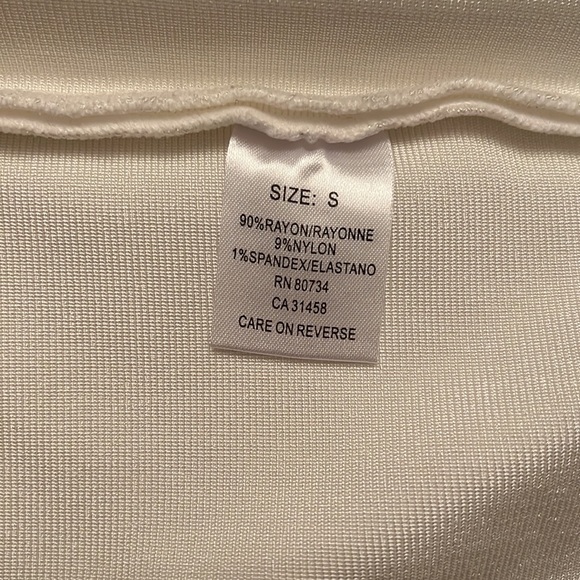 SIZE: S
90%RAYON/RAYONNE
9%NYLON
1%SPANDEX/ELASTANO
RN 80734
CA 31458
CARE ON REVERSE